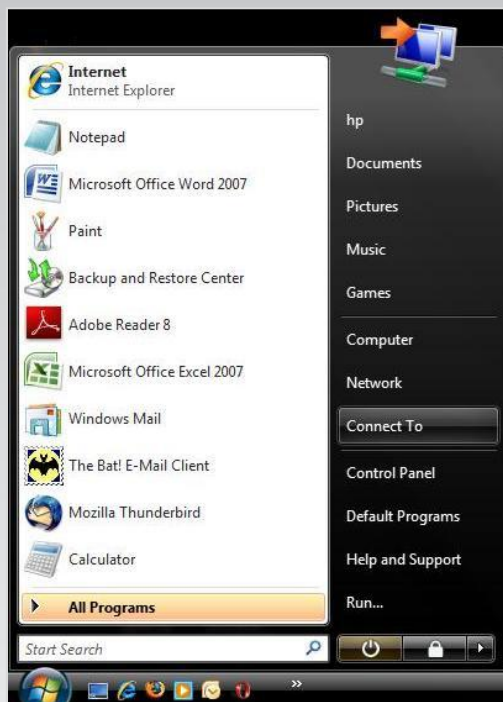 Internet
Internet Explorer
Notepad
Microsoft Office Word 2007
Paint
Backup and Restore Center
Adobe Reader 8
Microsoft Office Excel 2007
Windows Mail
The Bat! E-Mail Client
Mozilla Thunderbird
Calculator
All Programs
Start Search
hp
Documents
Pictures
Music
Games
Computer
Network
Connect To
Control Panel
Default Programs
Help and Support
Run...